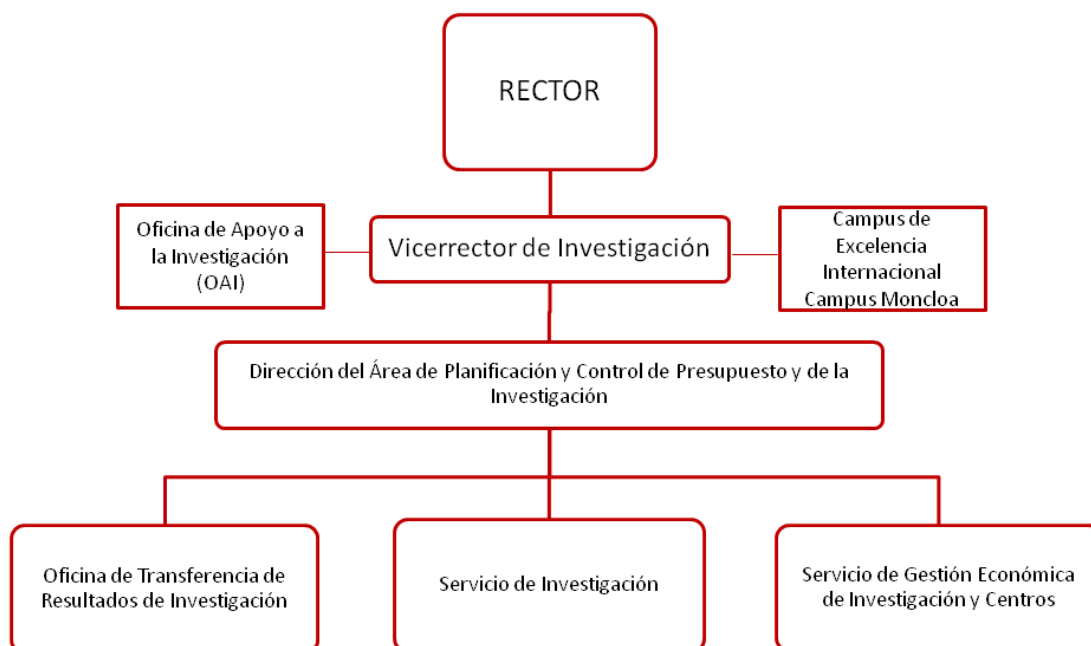 RECTOR
Oficina de Apoyo a
la Investigación
(OAI)
Vicerrector de Investigación
Campus de
Excelencia
Internacional
Campus Moncloa
Dirección del Área de Planificación y Control de Presupuesto y de la
Investigación
Oficina de Transferencia de
Resultados de Investigación
Servicio de Investigación
Servicio de Gestión Económica
de Investigación y Centros